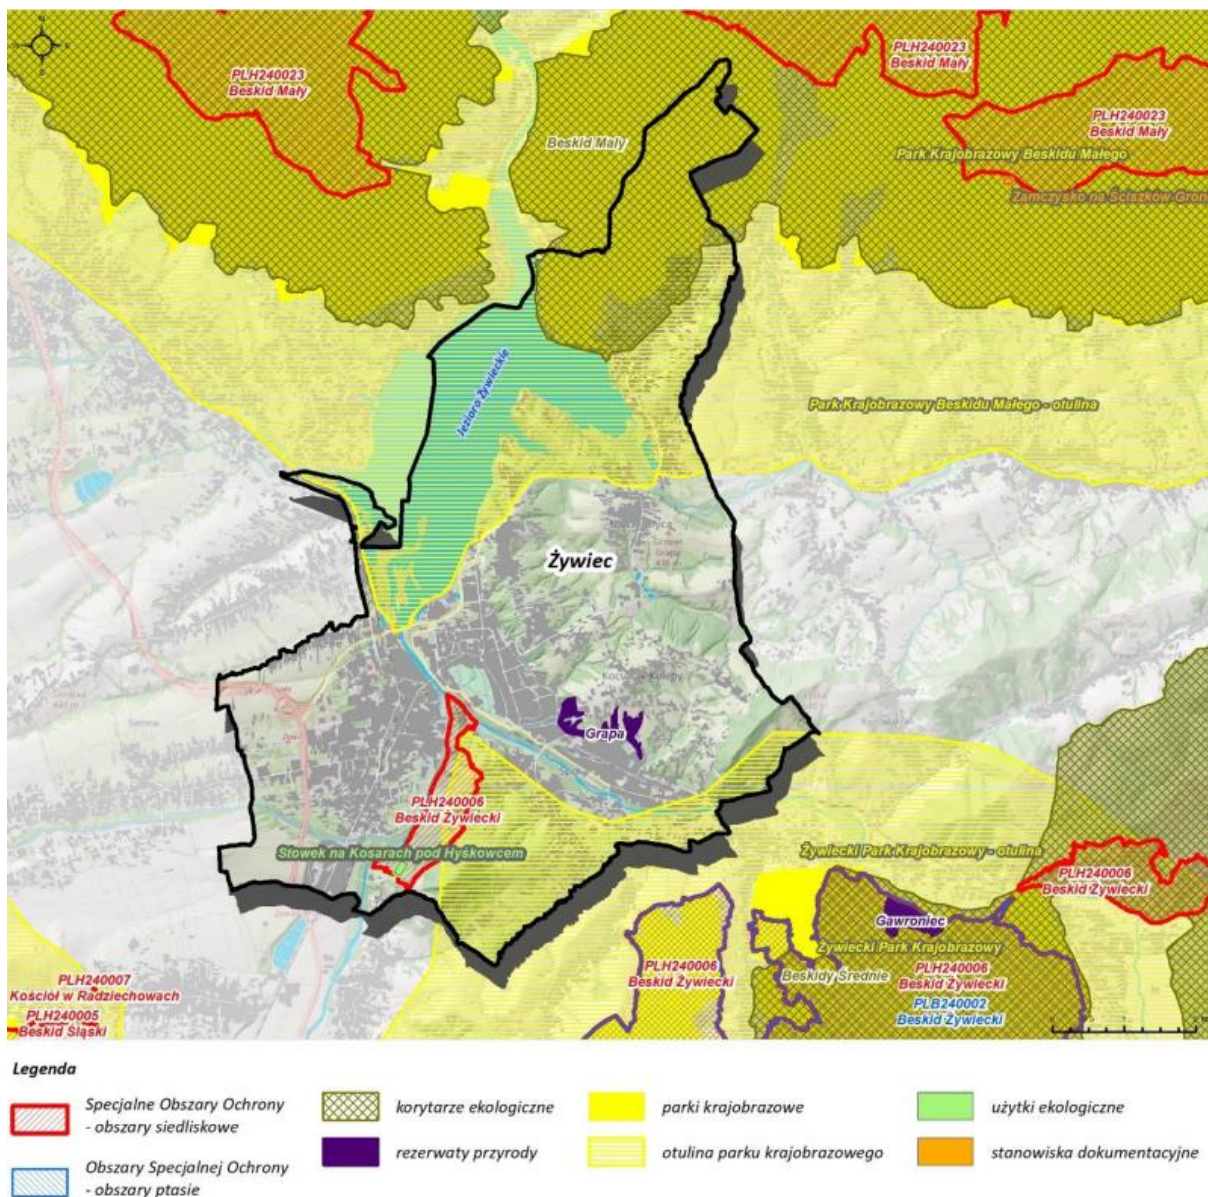 N
PLH240023
Beskid Mały
PLH240023
Beskid Mały
PLH240023
Beskid Mały
Beskid Mały
Park Krajobrazowy Beskidu Małego
Zamczysko na Ściszków Gron
Jezioro Żywieckie
Park Krajobrazowy Beskidu Małego - otulina
Żywiec
Grapa
PLH240006
Beskid Żywiecki
Słowek na Kosarach pod Hyśkowcem
Żywiecki Park Krajobrazowy - otulina
PLH240006
Beskid Żywiecki
Gawroniec
Żywiecki Park Krajobrazowy
PLH240006
Beskid Żywiecki
Beskidy Średnie
PLH240006
Beskid Żywiecki
PLB240002
Beskid Żywiecki
PLH240007
Kościół w Radziechowach
PLH240005
Beskid Śląski
Legenda
Specjalne Obszary Ochrony
- obszary siedliskowe
Obszary Specjalnej Ochrony
- obszary ptasie
korytarze ekologiczne
rezerwaty przyrody
parki krajobrazowe
otulina parku krajobrazowego
użytki ekologiczne
stanowiska dokumentacyjne